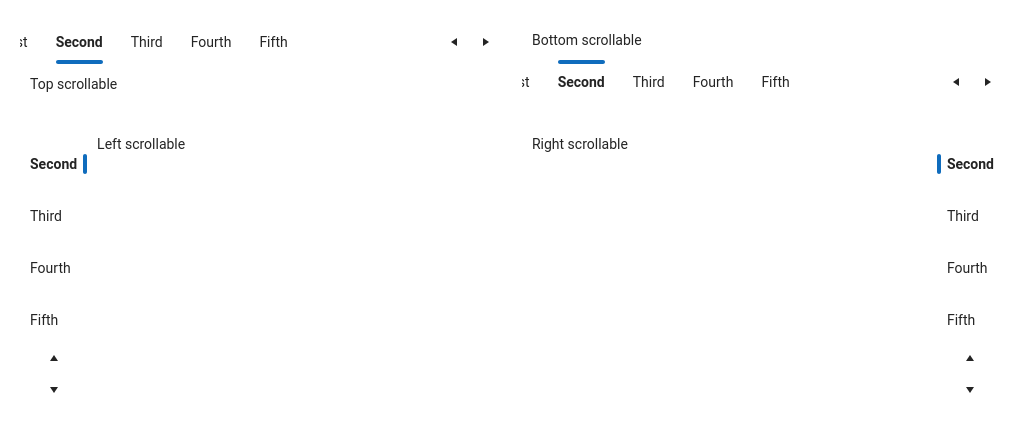 st Second Third Fourth Fifth
Top scrollable
Bottom scrollable
st Second Third Fourth Fifth
Left scrollable
Second
Third
Fourth
Fifth
Right scrollable
Second
Third
Fourth
Fifth